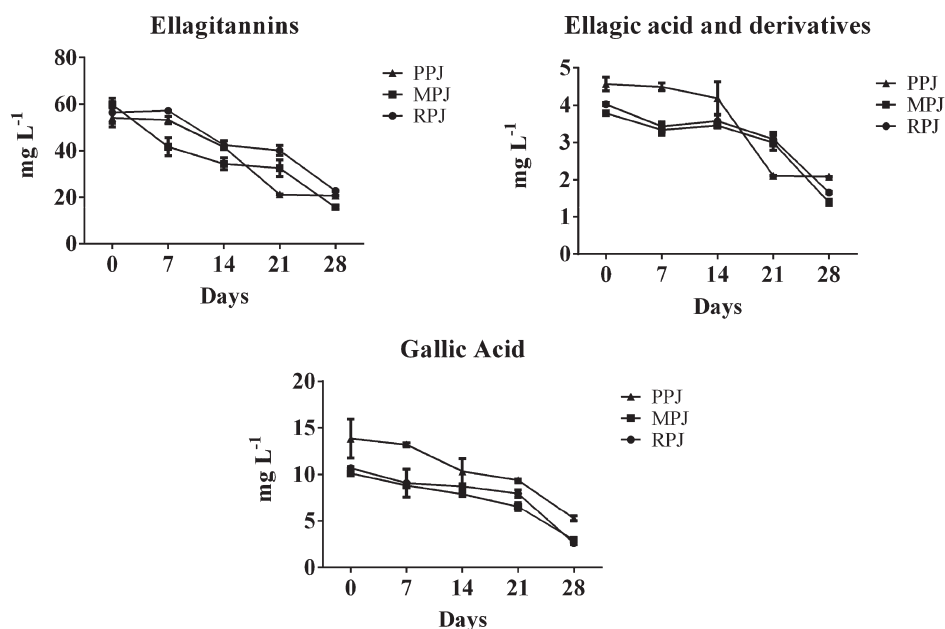 Ellagitannins
80
60
40
20
0
mg L⁻¹
0 7 14 21 28
Days
PPJ
MPJ
RPJ
Ellagic acid and derivatives
5
4
3
2
1
0
mg L⁻¹
0 7 14 21 28
Days
PPJ
MPJ
RPJ
Gallic Acid
20
15
10
5
0
mg L⁻¹
0 7 14 21 28
Days
PPJ
MPJ
RPJ